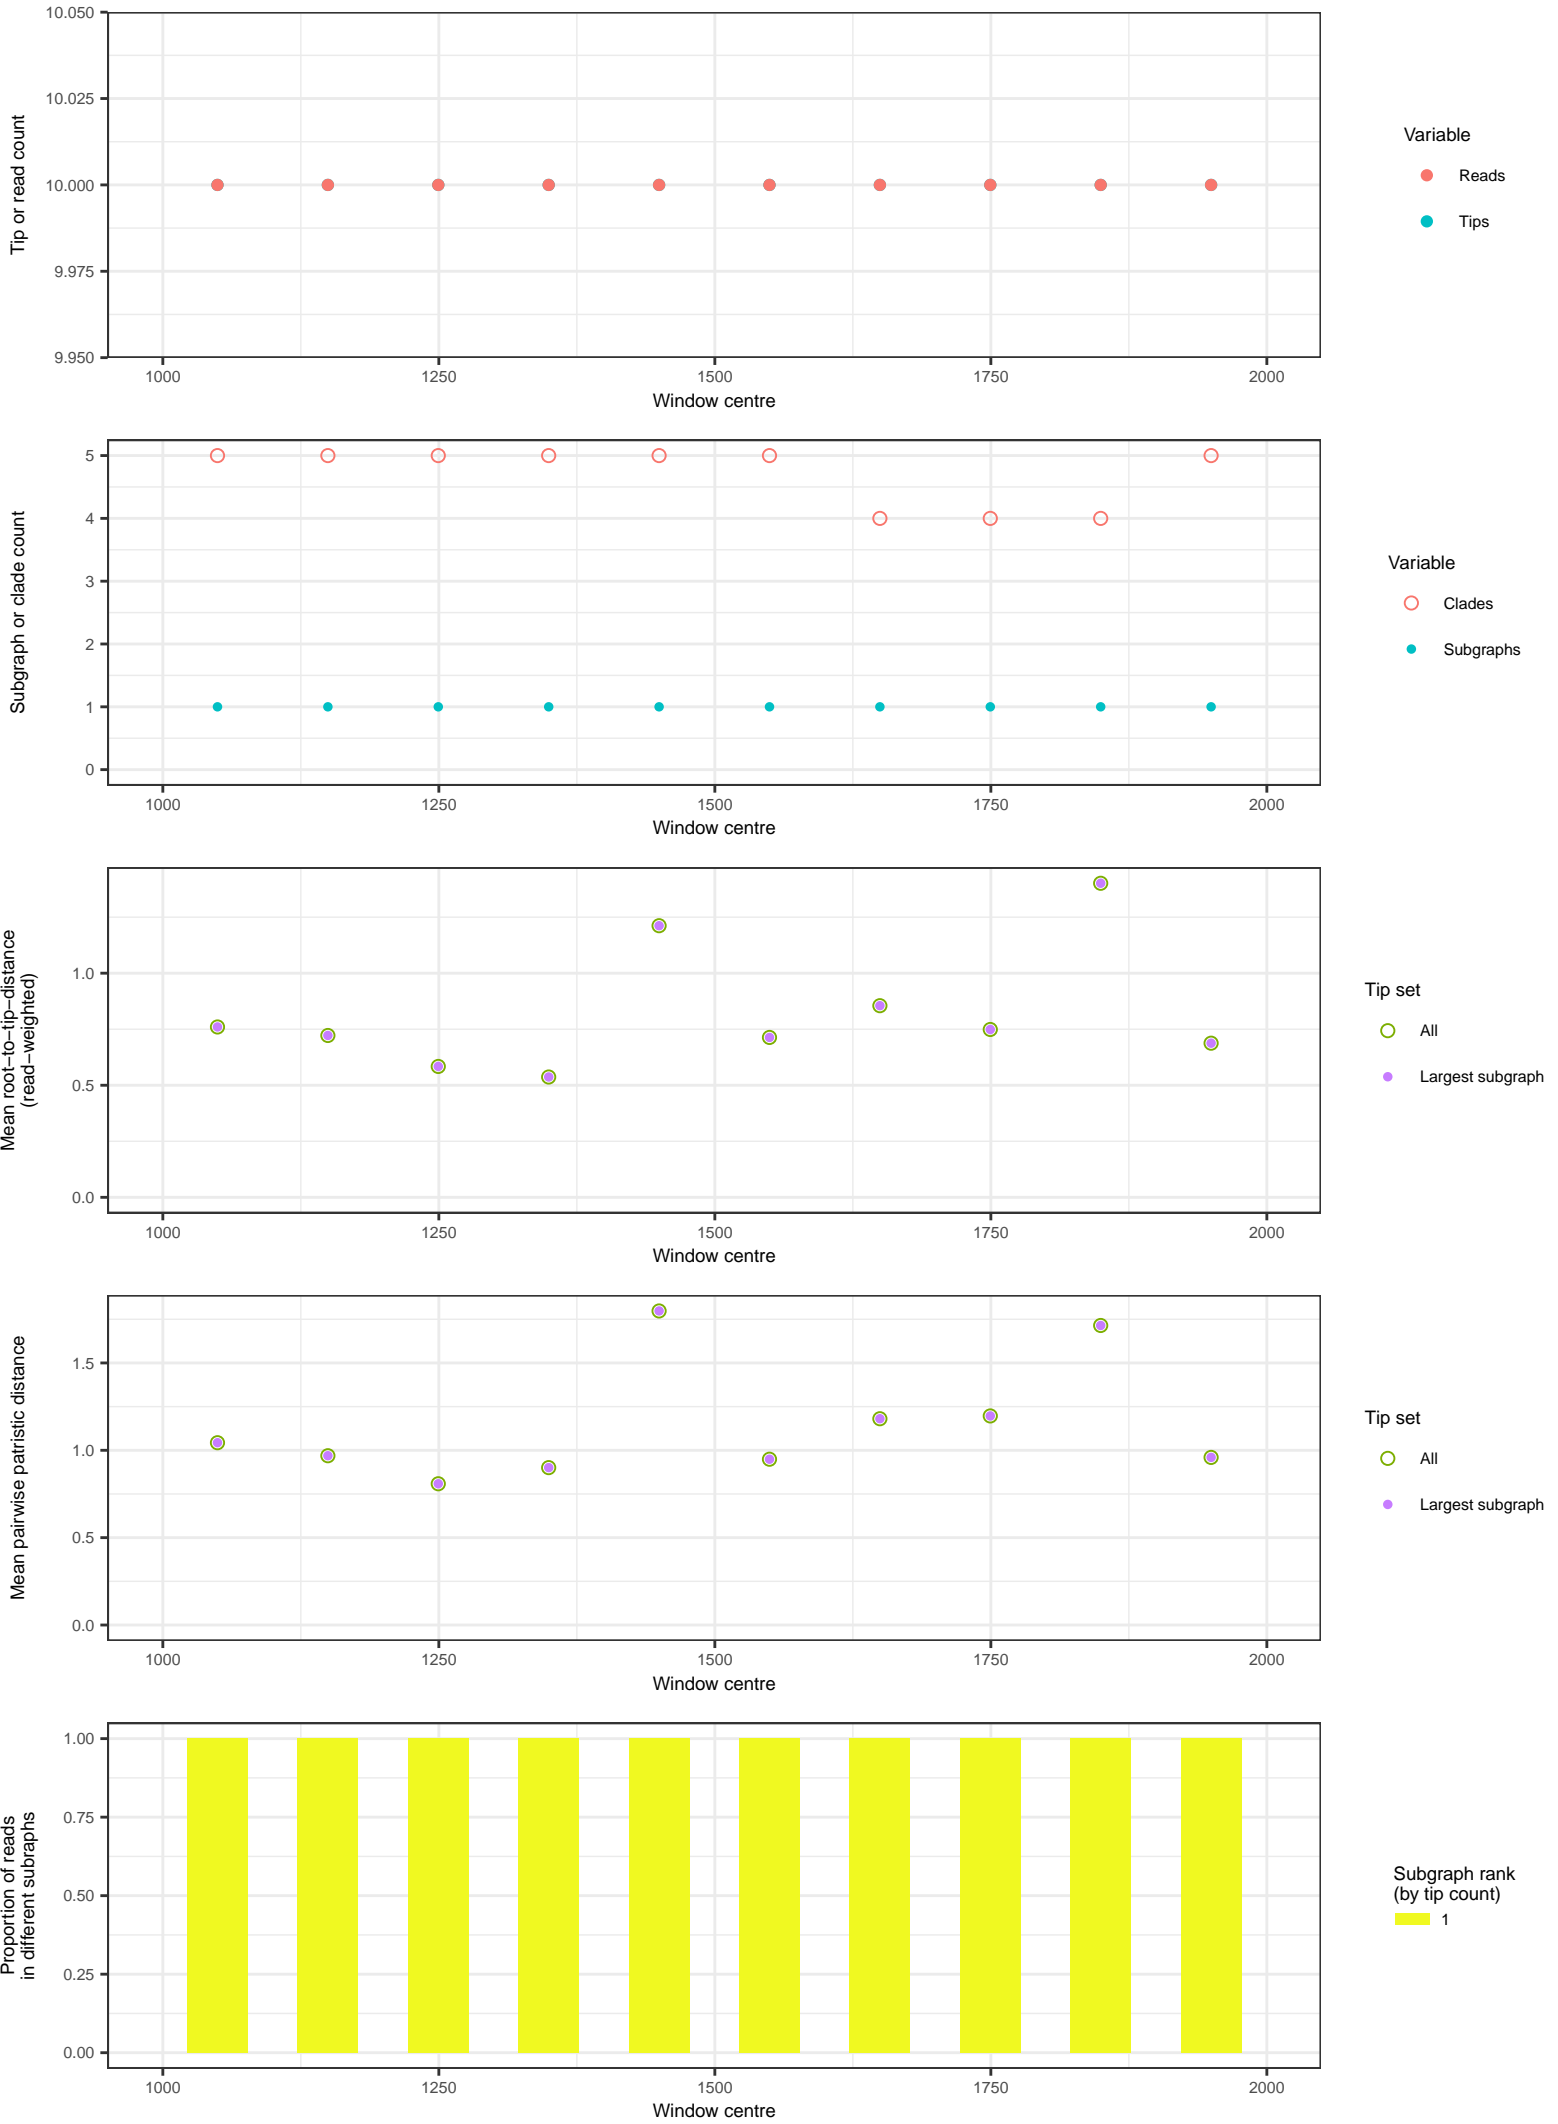 10.050
10.025
10.000
9.975
9.950
Tip or read count
1000 1250 1500 1750 2000
Window centre
Variable
Reads
Tips
5
4
3
2
1
0
Subgraph or clade count
1000 1250 1500 1750 2000
Window centre
Variable
Clades
Subgraphs
1.0
0.5
0.0
Mean root−to−tip−distance
(read−weighted)
1000 1250 1500 1750 2000
Window centre
Tip set
All
Largest subgraph
1.5
1.0
0.5
0.0
Mean pairwise patristic distance
1000 1250 1500 1750 2000
Window centre
Tip set
All
Largest subgraph
1.00
0.75
0.50
0.25
0.00
Proportion of reads
in different subraphs
1000 1250 1500 1750 2000
Window centre
Subgraph rank
(by tip count)
1